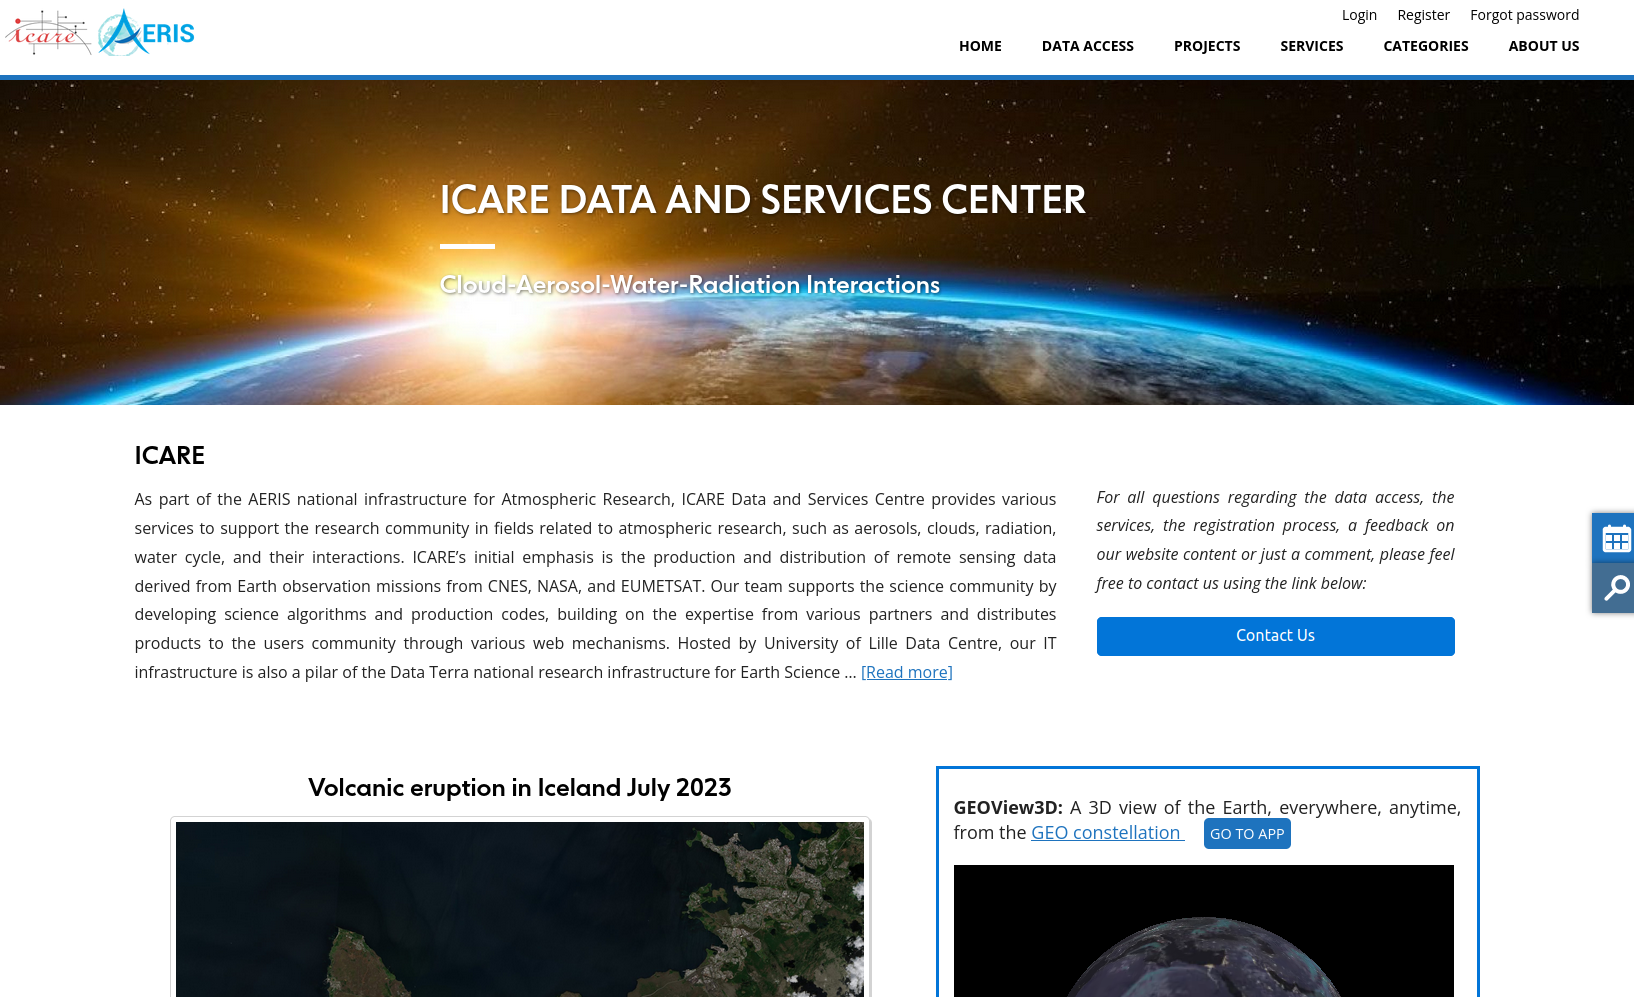 icare AERIS
Login Register Forgot password
HOME DATA ACCESS PROJECTS SERVICES CATEGORIES ABOUT US
ICARE DATA AND SERVICES CENTER
Cloud-Aerosol-Water-Radiation Interactions
ICARE
As part of the AERIS national infrastructure for Atmospheric Research, ICARE Data and Services Centre provides various
services to support the research community in fields related to atmospheric research, such as aerosols, clouds, radiation,
water cycle, and their interactions. ICARE’s initial emphasis is the production and distribution of remote sensing data
derived from Earth observation missions from CNES, NASA, and EUMETSAT. Our team supports the science community by
developing science algorithms and production codes, building on the expertise from various partners and distributes
products to the users community through various web mechanisms. Hosted by University of Lille Data Centre, our IT
infrastructure is also a pilar of the Data Terra national research infrastructure for Earth Science ... [Read more]
For all questions regarding the data access, the
services, the registration process, a feedback on
our website content or just a comment, please feel
free to contact us using the link below:
Contact Us
Volcanic eruption in Iceland July 2023
GEOView3D: A 3D view of the Earth, everywhere, anytime,
from the GEO constellation GO TO APP